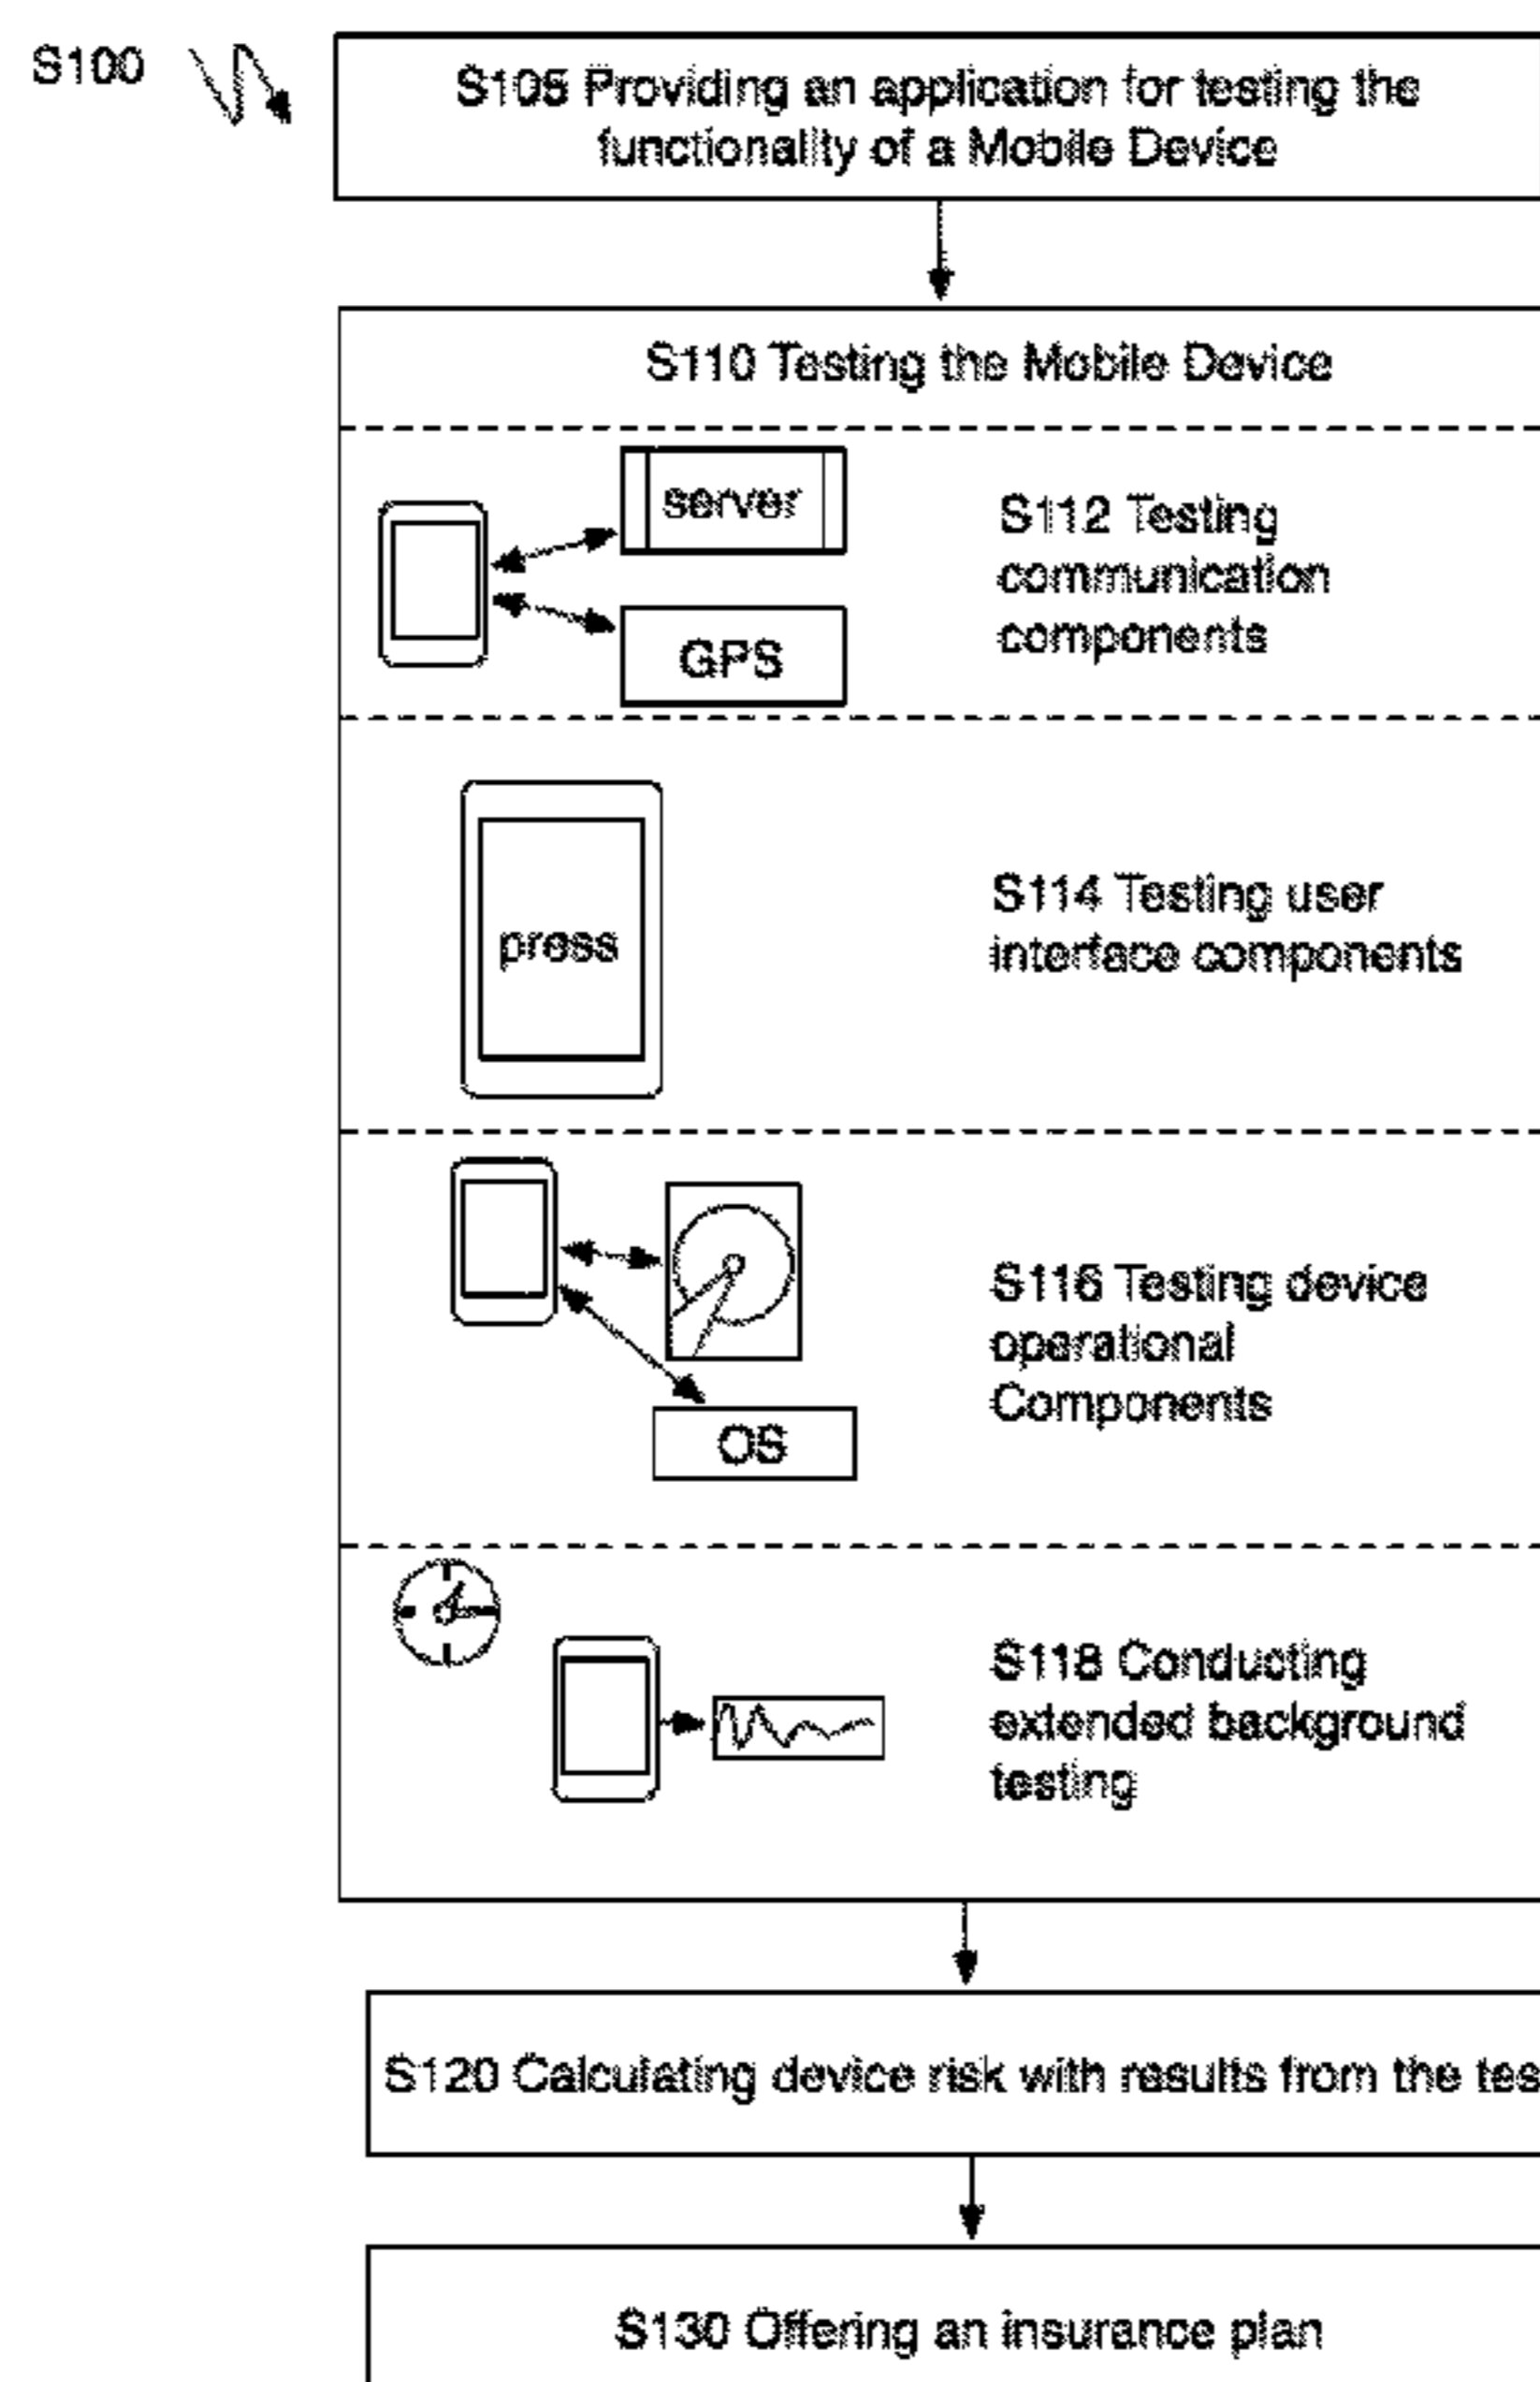 S100
S105 Providing an application for testing the
functionality of a Mobile Device
S110 Testing the Mobile Device
server
GPS
S112 Testing
communication
components
press
S114 Testing user
interface components
OS
S116 Testing device
operational
Components
S118 Conducting
extended background
testing
S120 Calculating device risk with results from the tes
S130 Offering an insurance plan